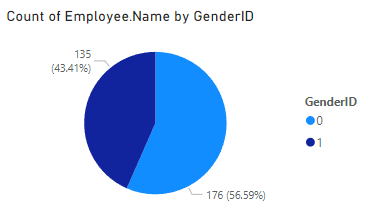 Count of Employee.Name by GenderID
135
(43.41%)
176 (56.59%)
GenderID
0
1